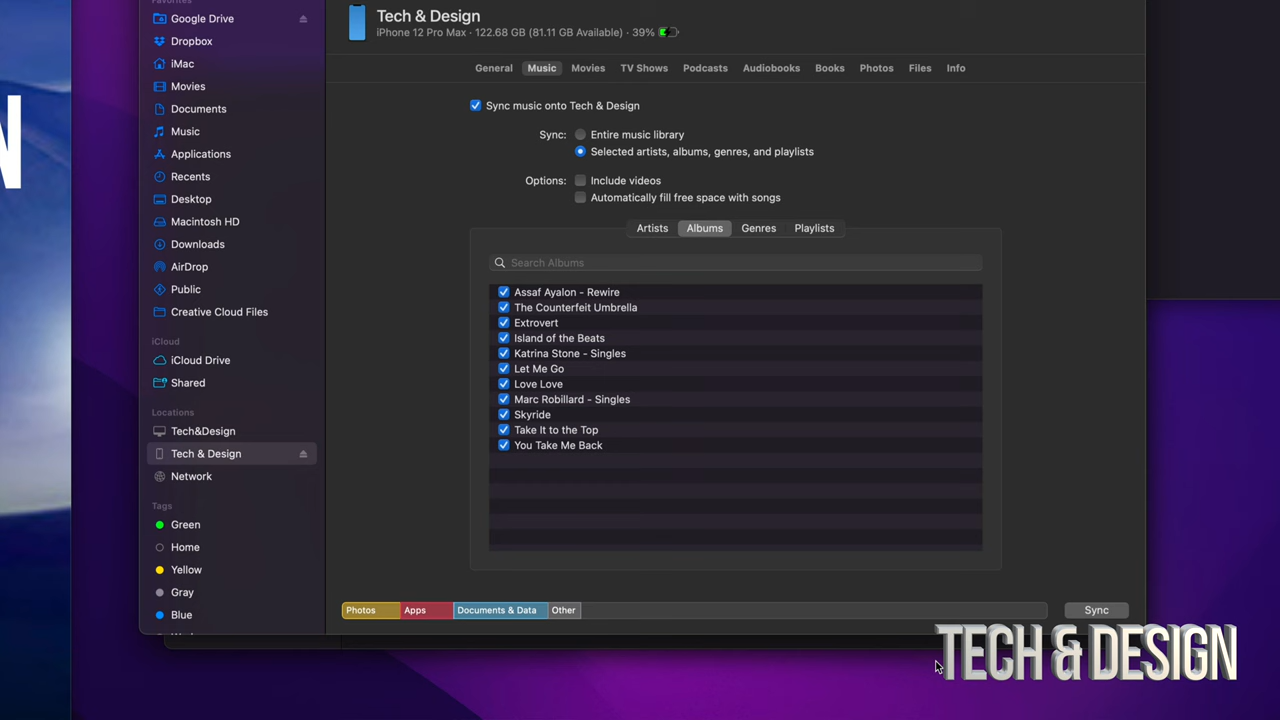 Favorites
Google Drive
Dropbox
iMac
Movies
Documents
Music
Applications
Recents
Desktop
Macintosh HD
Downloads
AirDrop
Public
Creative Cloud Files
iCloud
iCloud Drive
Shared
Locations
Tech&Design
Tech & Design
Network
Tags
Green
Home
Yellow
Gray
Blue
N
Tech & Design
iPhone 12 Pro Max · 122.68 GB (81.11 GB Available) · 39%
General Music Movies TV Shows Podcasts Audiobooks Books Photos Files Info
Sync music onto Tech & Design
Sync: Entire music library
Selected artists, albums, genres, and playlists
Options: Include videos
Automatically fill free space with songs
Artists Albums Genres Playlists
Search Albums
Assaf Ayalon - Rewire
The Counterfeit Umbrella
Extrovert
Island of the Beats
Katrina Stone - Singles
Let Me Go
Love Love
Marc Robillard - Singles
Skyride
Take It to the Top
You Take Me Back
Photos Apps Documents & Data Other Sync
TECH & DESIGN